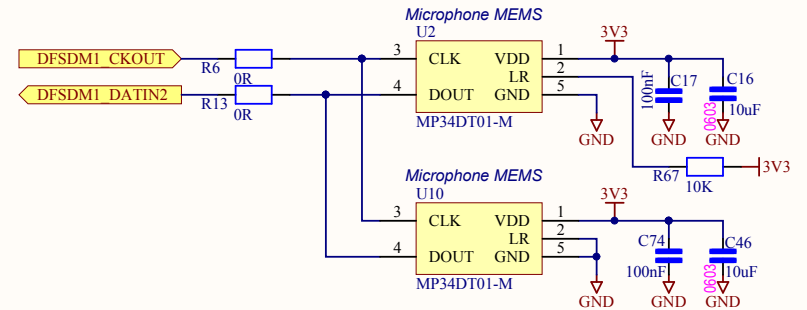 Microphone MEMS
U2
3V3
DFSDM1_CKOUT
R6
0R
3
CLK
VDD
1
LR
2
DFSDM1_DATIN2
R13
0R
4
DOUT
GND
5
MP34DT01-M
100nF
C17
C16
0603
10uF
GND
GND
GND
R67
10K
3V3
Microphone MEMS
U10
3V3
3
CLK
VDD
1
LR
2
4
DOUT
GND
5
MP34DT01-M
C74
100nF
C46
0603
10uF
GND
GND
GND